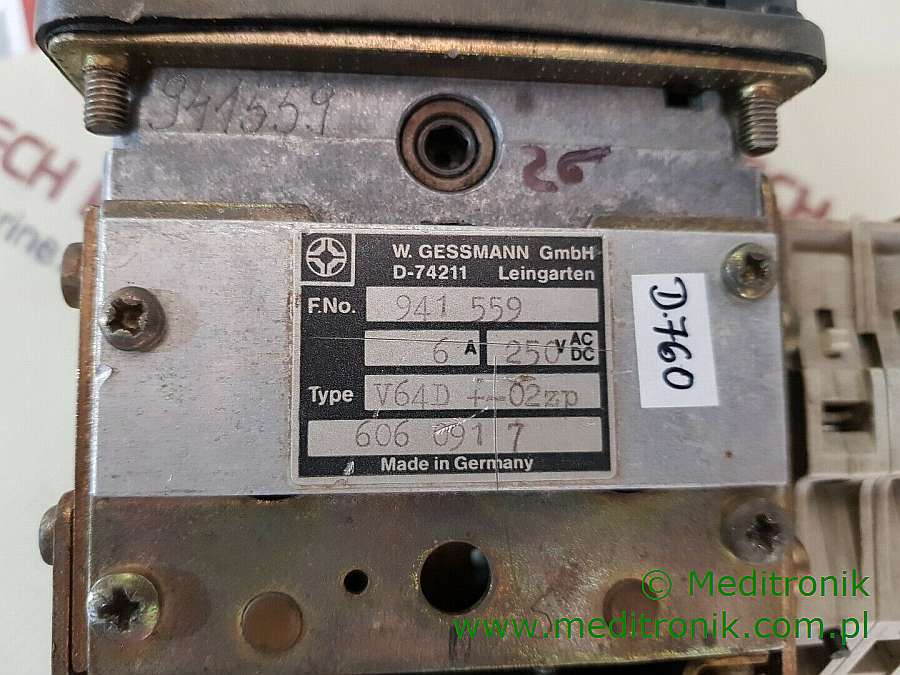 941559
26
W. GESSMANN GmbH
D-74211 Leingarten
F.No. 941 559
6 A 250 V AC DC
Type V64D +-02zp
606 091 7
Made in Germany
D.760
© Meditronik
www.meditronik.com.pl